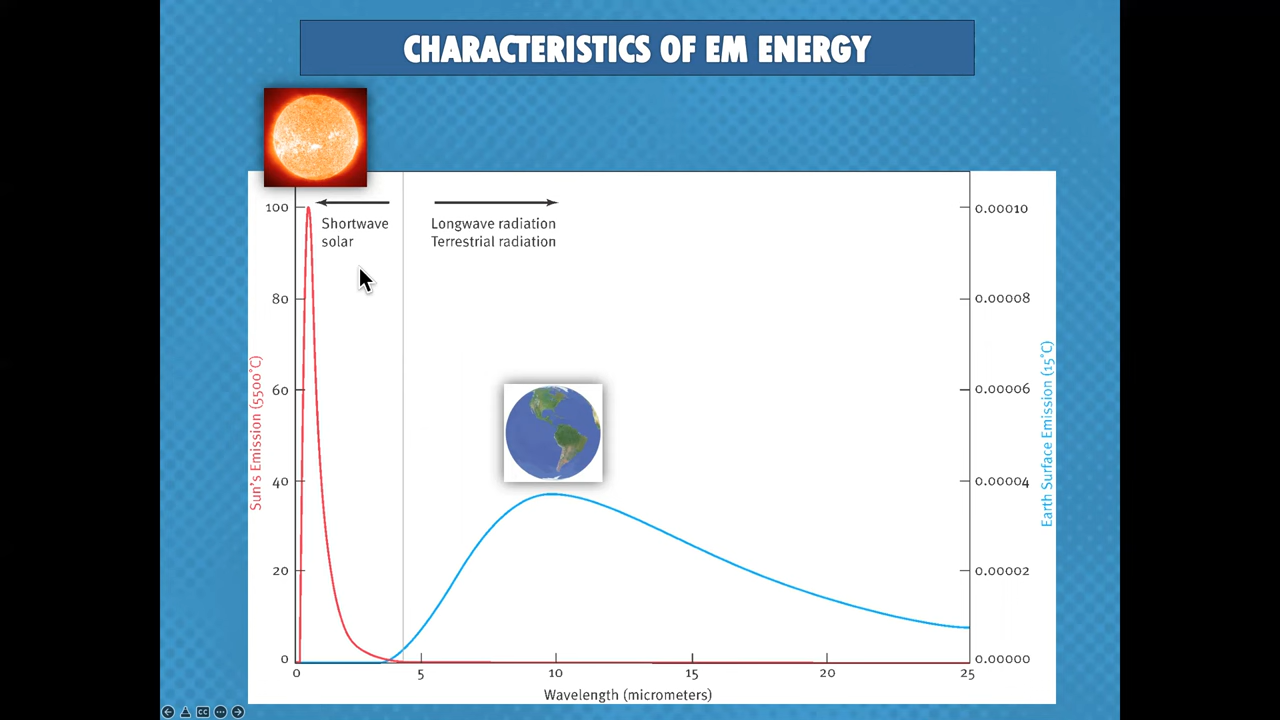 CHARACTERISTICS OF EM ENERGY
Shortwave
solar
Longwave radiation
Terrestrial radiation
100
80
60
40
20
0
Sun's Emission (5500°C)
0.00010
0.00008
0.00006
0.00004
0.00002
0.00000
Earth Surface Emission (15°C)
0 5 10 15 20 25
Wavelength (micrometers)
CC